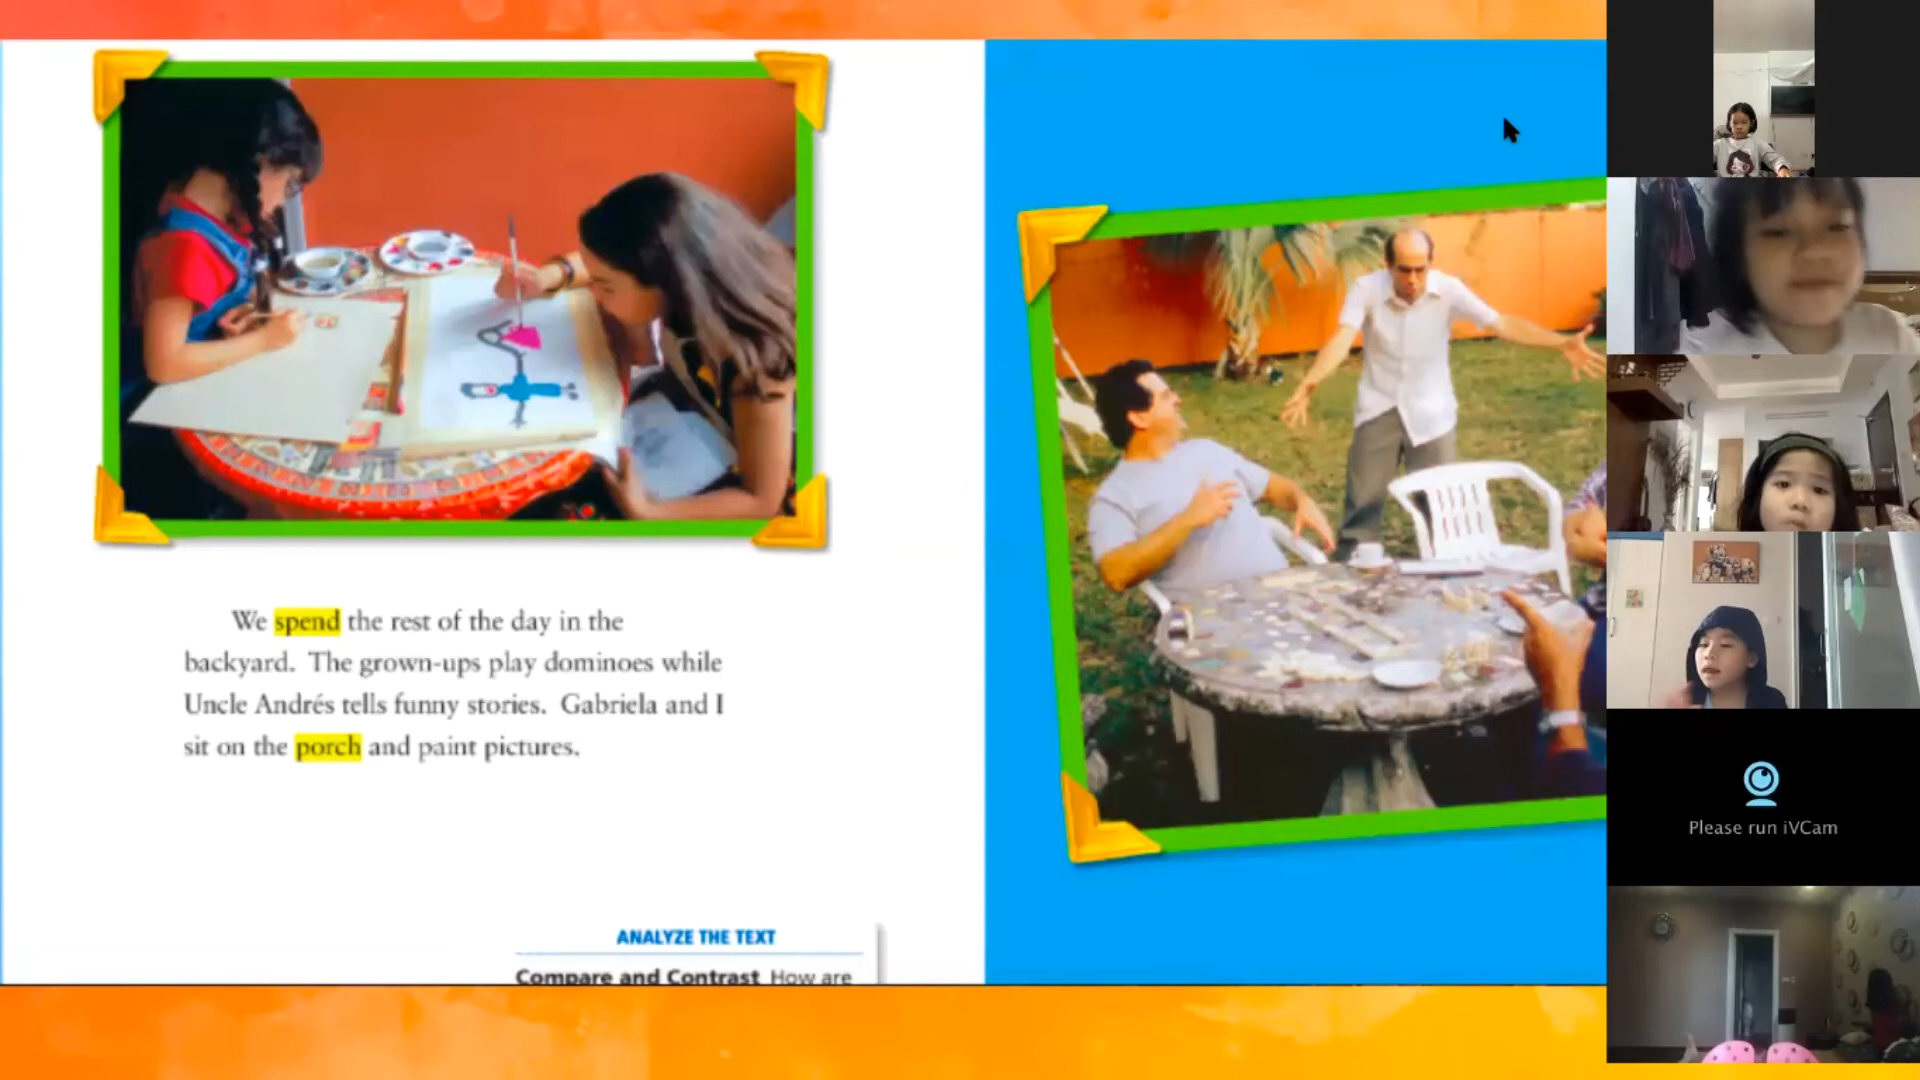 We spend the rest of the day in the
backyard. The grown-ups play dominoes while
Uncle Andrés tells funny stories. Gabriela and I
sit on the porch and paint pictures.
ANALYZE THE TEXT
Compare and Contrast How are
Please run iVCam